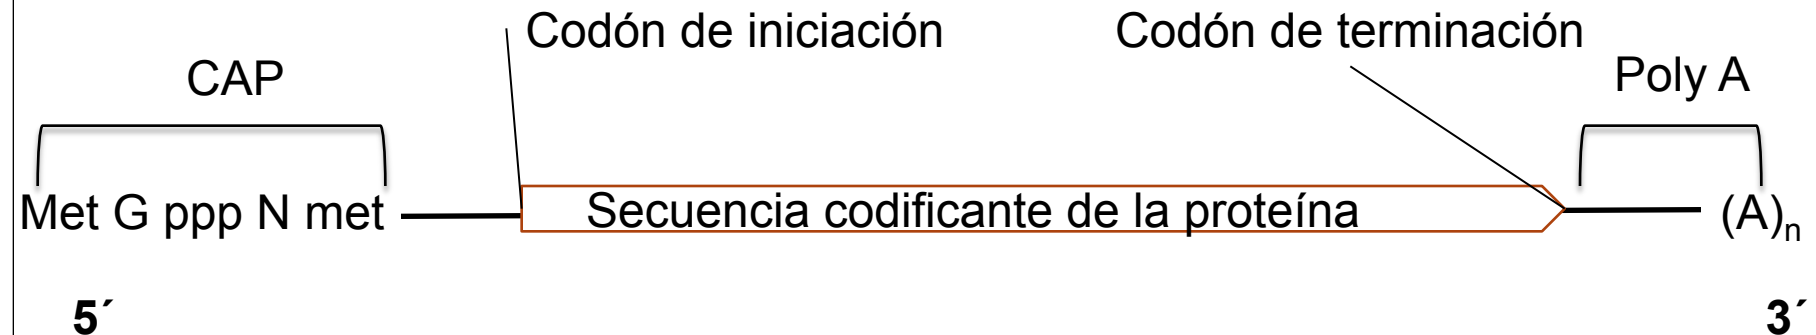 Codón de iniciación
Codón de terminación
CAP
Poly A
Met G ppp N met
Secuencia codificante de la proteína
(A)n
5´
3´